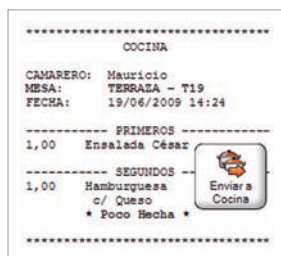 **********************************
COCINA
CAMARERO: Mauricio
MESA: TERRAZA - T19
FECHA: 19/06/2009 14:24
---------- PRIMEROS -----------
1,00 Ensalada César
---------- SEGUNDOS --
1,00 Hamburguesa
c/ Queso
* Poco Hecha *
Enviar a
Cocina
**********************************